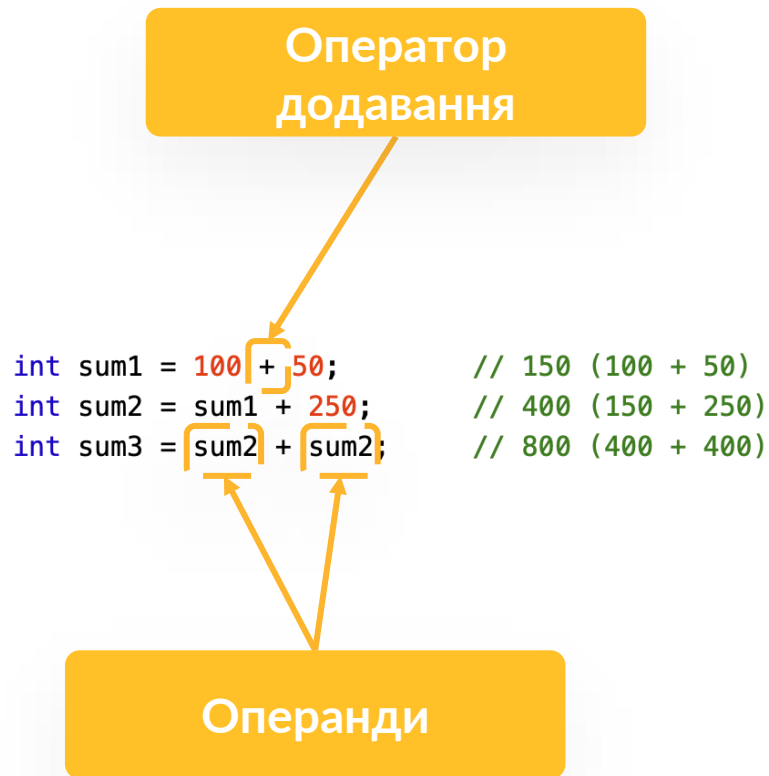 Оператор
додавання
int sum1 = 100 + 50; // 150 (100 + 50)
int sum2 = sum1 + 250; // 400 (150 + 250)
int sum3 = sum2 + sum2; // 800 (400 + 400)
Операнди